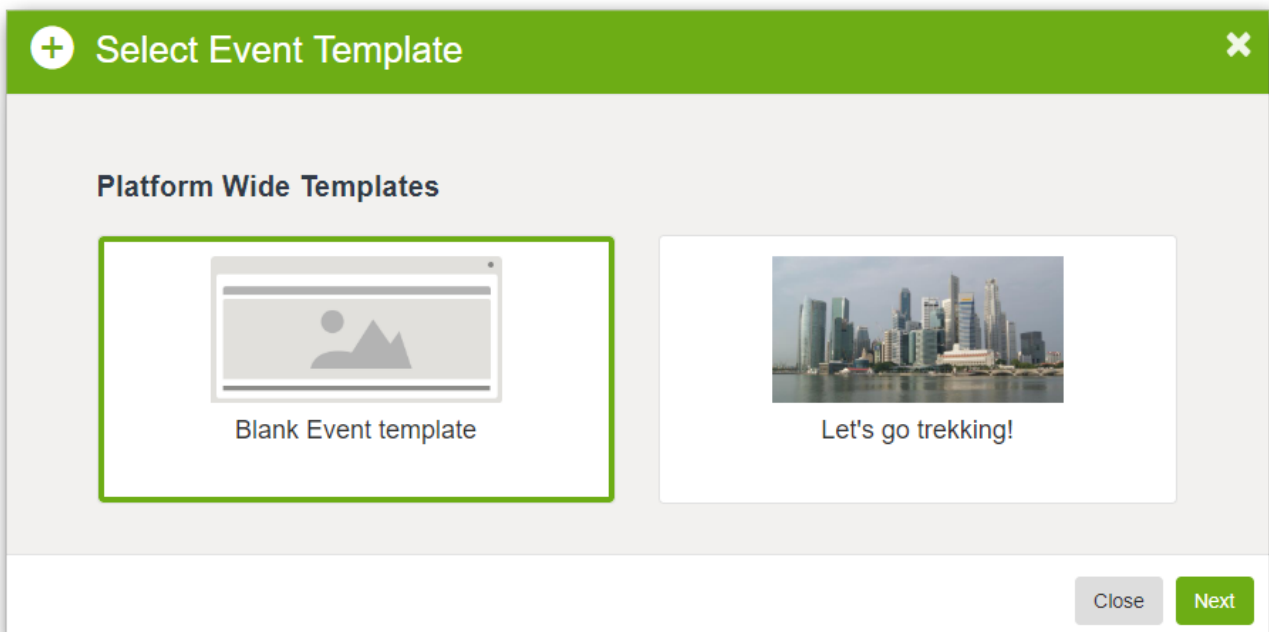 Select Event Template
Platform Wide Templates
Blank Event template
Let's go trekking!
Close
Next